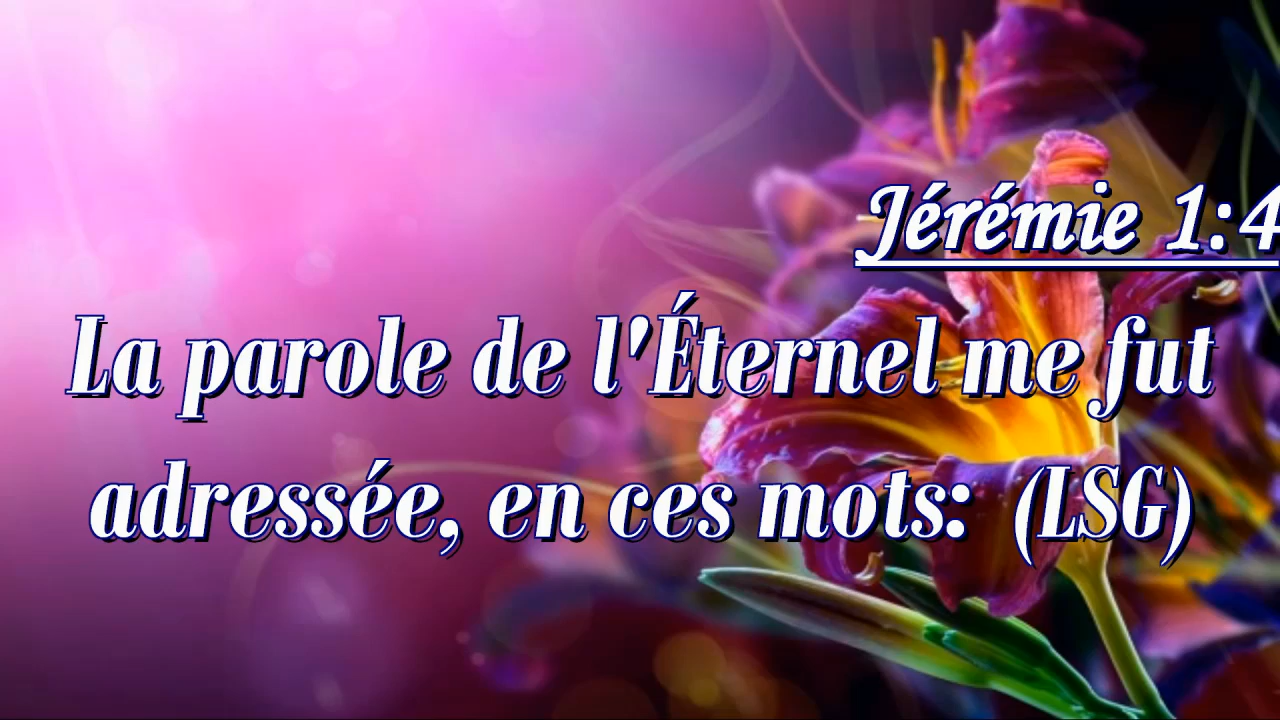 Jérémie 1:4
La parole de l'Éternel me fut
adressée, en ces mots: (LSG)